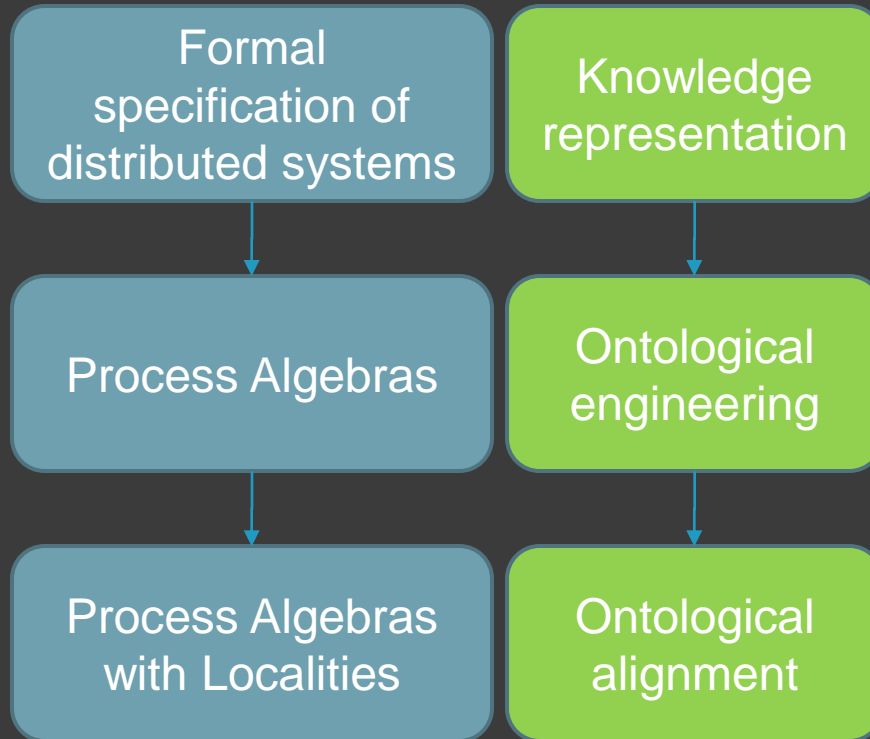 Formal
specification of
distributed systems
Knowledge
representation
Process Algebras
Ontological
engineering
Process Algebras
with Localities
Ontological
alignment